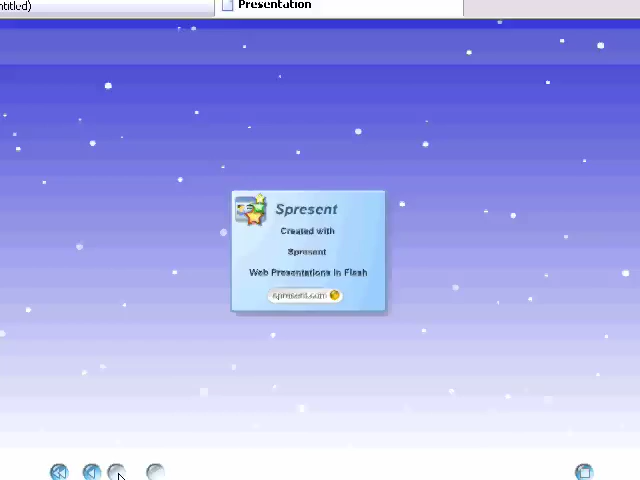 ntitled)
Presentation
Spresent
Created with
Spresent
Web Presentations in Flash
spresent.com